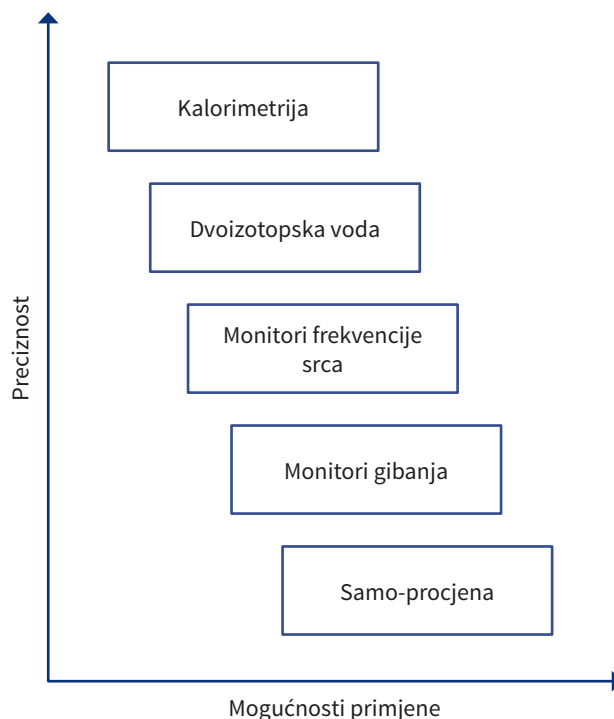 Kalorimetrija
Dvoizotopska voda
Monitori frekvencije
srca
Monitori gibanja
Samo-procjena
Preciznost
Mogućnosti primjene